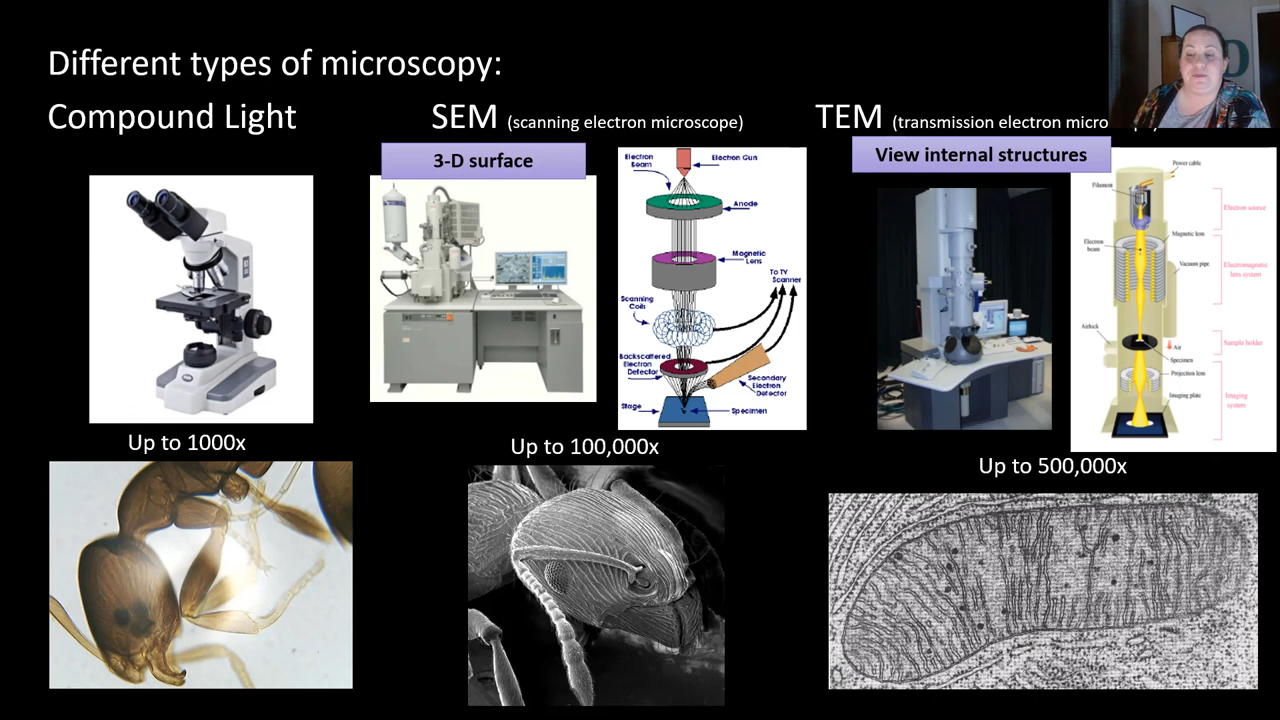 Different types of microscopy:
Compound Light
SEM (scanning electron microscope)
TEM (transmission electron micro
3-D surface
View internal structures
Electron
Beam
Electron Gun
Anode
Magnetic
Lens
To TV
Scanner
Scanning
Coils
Backscattered
Electron
Detector
Secondary
Electron
Detector
Stage
Specimen
Power cable
Filament
Electron source
Magnetic lens
Electron
beam
Vacuum pipe
Electromagnetic
lens system
Airlock
Air
Sample holder
Specimen
Projection lens
Imaging plate
Imaging
system
Up to 1000x
Up to 100,000x
Up to 500,000x